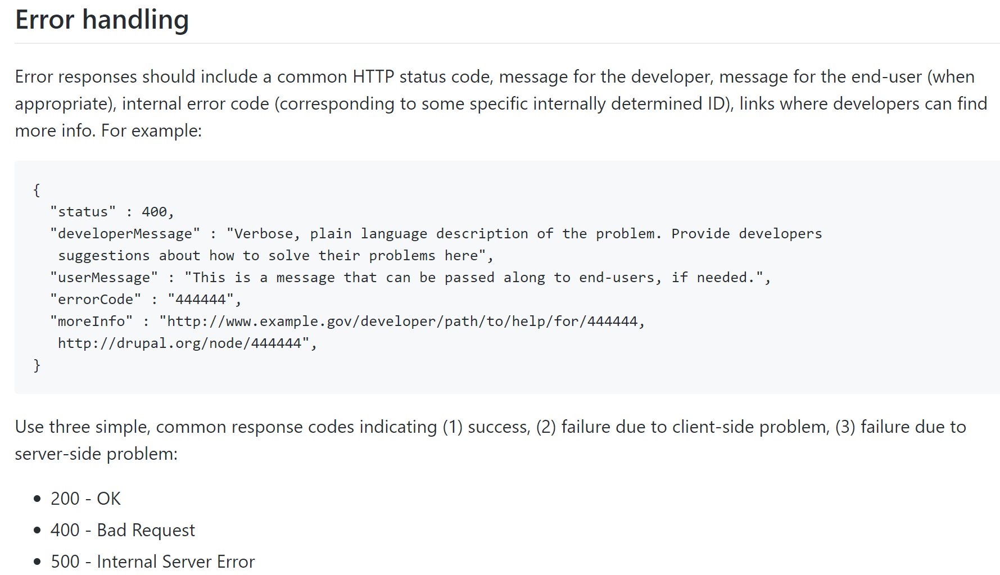 Error handling
Error responses should include a common HTTP status code, message for the developer, message for the end-user (when
appropriate), internal error code (corresponding to some specific internally determined ID), links where developers can find
more info. For example:
{
  "status" : 400,
  "developerMessage" : "Verbose, plain language description of the problem. Provide developers
   suggestions about how to solve their problems here",
  "userMessage" : "This is a message that can be passed along to end-users, if needed.",
  "errorCode" : "444444",
  "moreInfo" : "http://www.example.gov/developer/path/to/help/for/444444,
   http://drupal.org/node/444444",
}
Use three simple, common response codes indicating (1) success, (2) failure due to client-side problem, (3) failure due to
server-side problem:
• 200 - OK
• 400 - Bad Request
• 500 - Internal Server Error